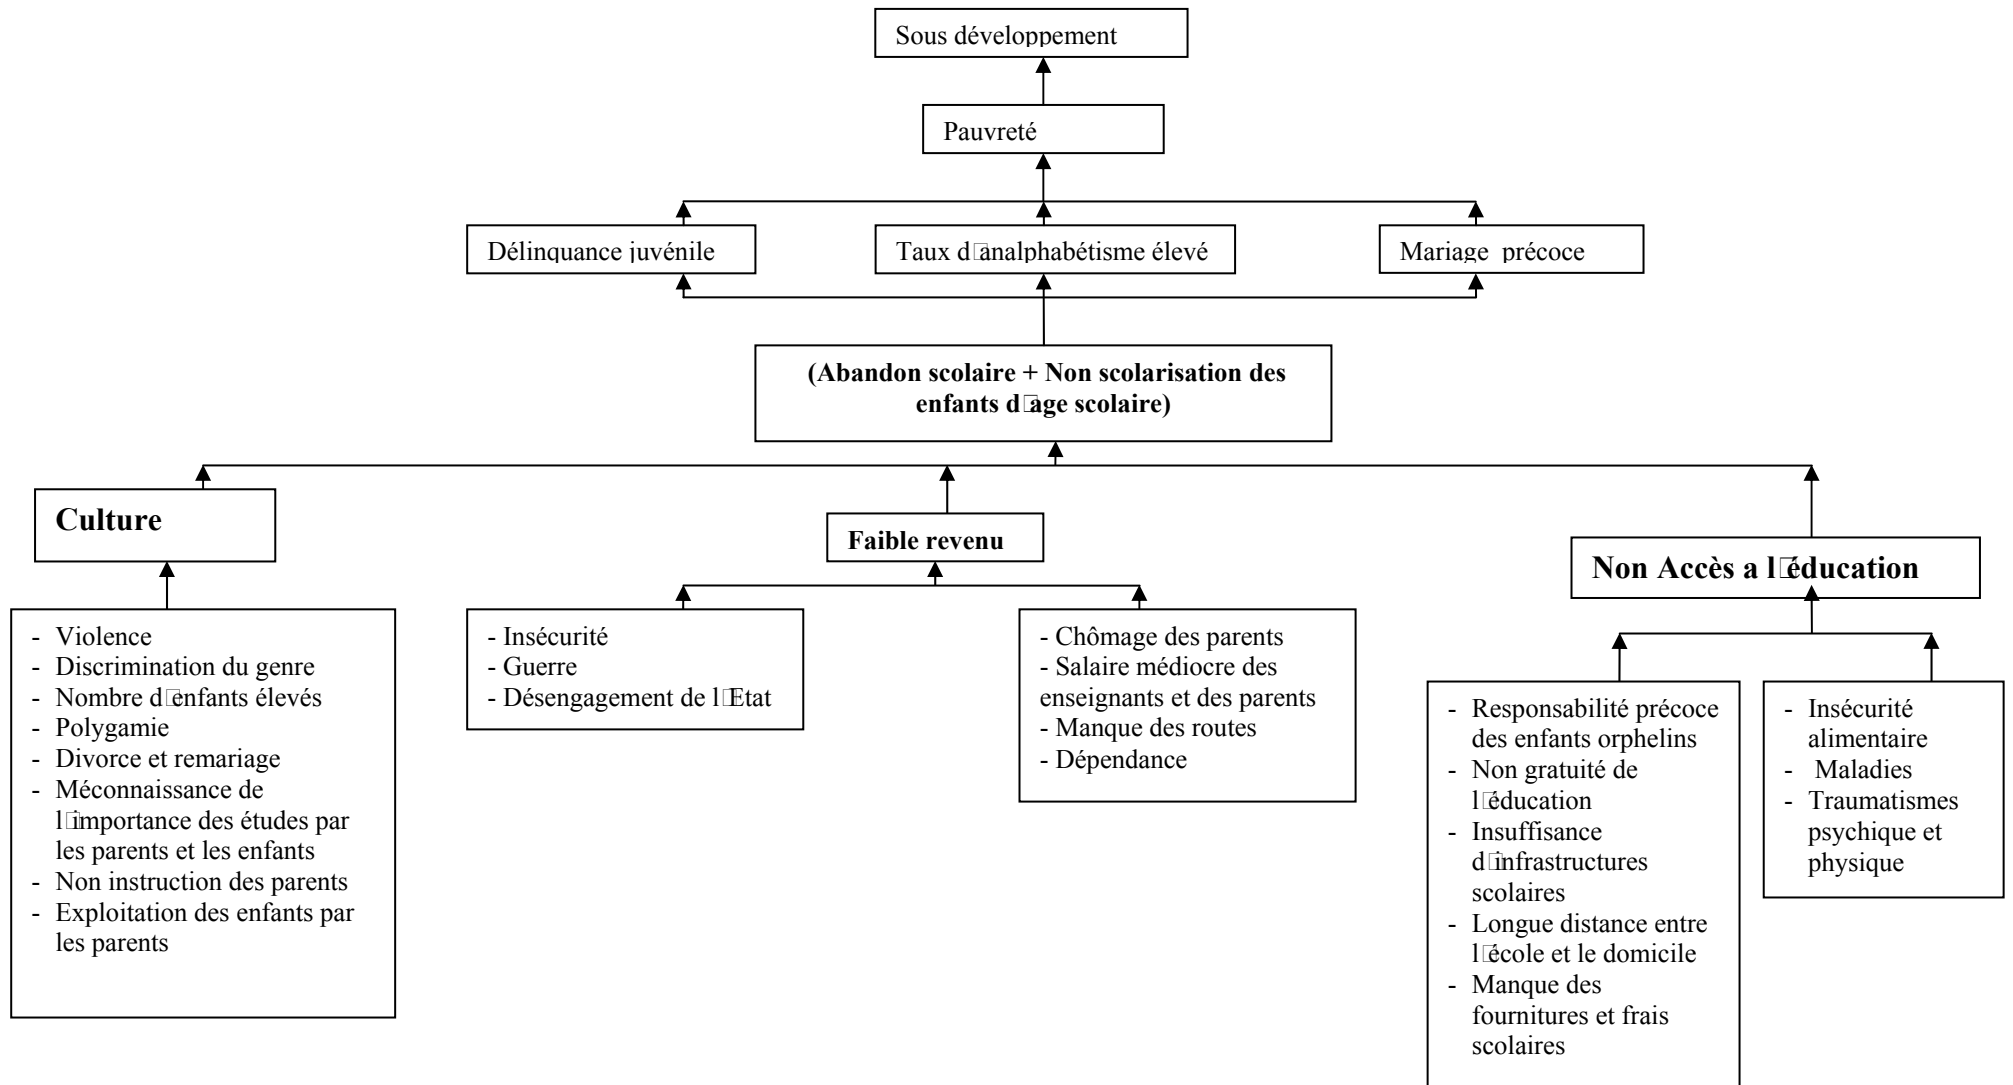 Sous développement
Pauvreté
Délinquance juvénile
Taux d□analphabétisme élevé
Mariage précoce
(Abandon scolaire + Non scolarisation des
enfants d□age scolaire)
Culture
Faible revenu
Non Accès a l□éducation
- Violence
- Discrimination du genre
- Nombre d□enfants élevés
- Polygamie
- Divorce et remariage
- Méconnaissance de
l□importance des études par
les parents et les enfants
- Non instruction des parents
- Exploitation des enfants par
les parents
- Insécurité
- Guerre
- Désengagement de l□Etat
- Chômage des parents
- Salaire médiocre des
enseignants et des parents
- Manque des routes
- Dépendance
- Responsabilité précoce
des enfants orphelins
- Non gratuité de
l□éducation
- Insuffisance
d□infrastructures
scolaires
- Longue distance entre
l□école et le domicile
- Manque des
fournitures et frais
scolaires
- Insécurité
alimentaire
- Maladies
- Traumatismes
psychique et
physique